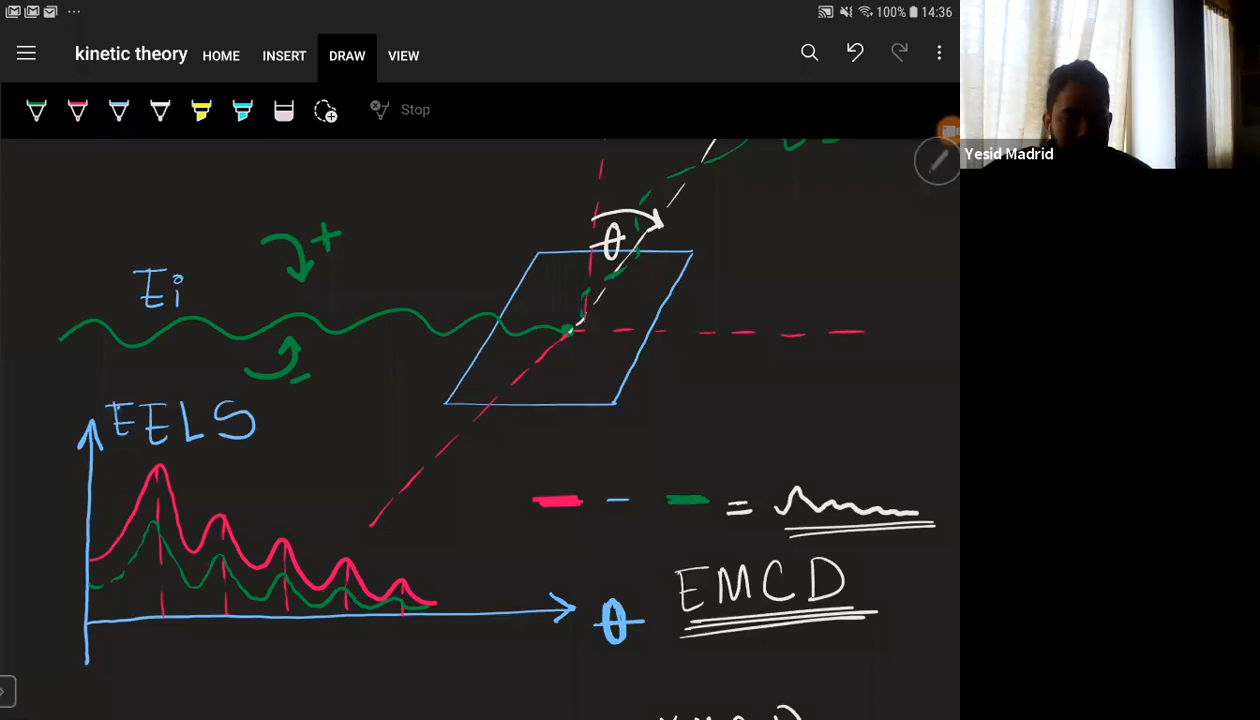 100% 14:36
kinetic theory HOME INSERT DRAW VIEW
Stop
Yesid Madrid
θ
+
Ei
-
EELS
- =
EMCD
θ